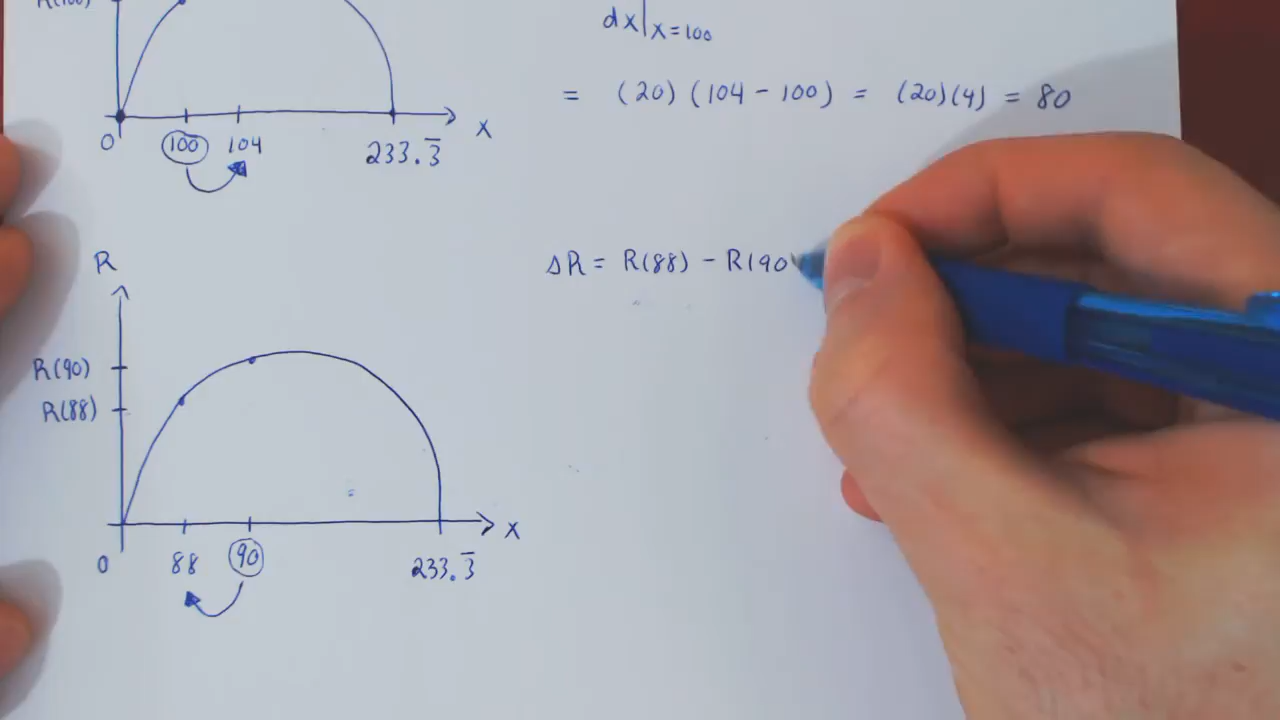 R(100)
0 100 104 233.3̅ X
dx|x=100
= (20) (104 - 100) = (20)(4) = 80
R
R(90)
R(88)
0 88 90 233.3̅ X
ΔR = R(88) - R(90